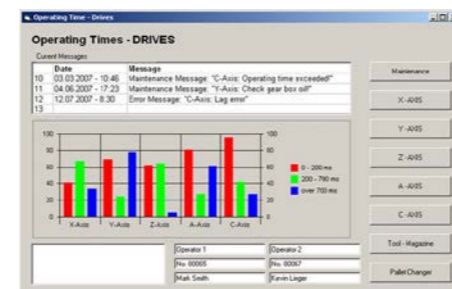 Operating Time - Drives
Operating Times - DRIVES
Current Messages
Date Message
10 03.03.2007 - 10:46 Maintenance Message: "C-Axis: Operating time exceeded!"
11 04.06.2007 - 17:23 Maintenance Message: "Y-Axis: Check gear box oil!"
12 12.07.2007 - 8:30 Error Message: "C-Axis: Lag error"
13
Maintenance
X - AXIS
Y - AXIS
Z - AXIS
A - AXIS
C - AXIS
Tool - Magazine
Pallet Changer
100 100
80 80
60 60
40 40
20 20
0 0
X-Axis Y-Axis Z-Axis A-Axis C-Axis
0 - 200 ms
200 - 700 ms
over 700 ms
Operator 1 Operator 2
No. 80005 No. 80067
Mark Smith Kevin Linger